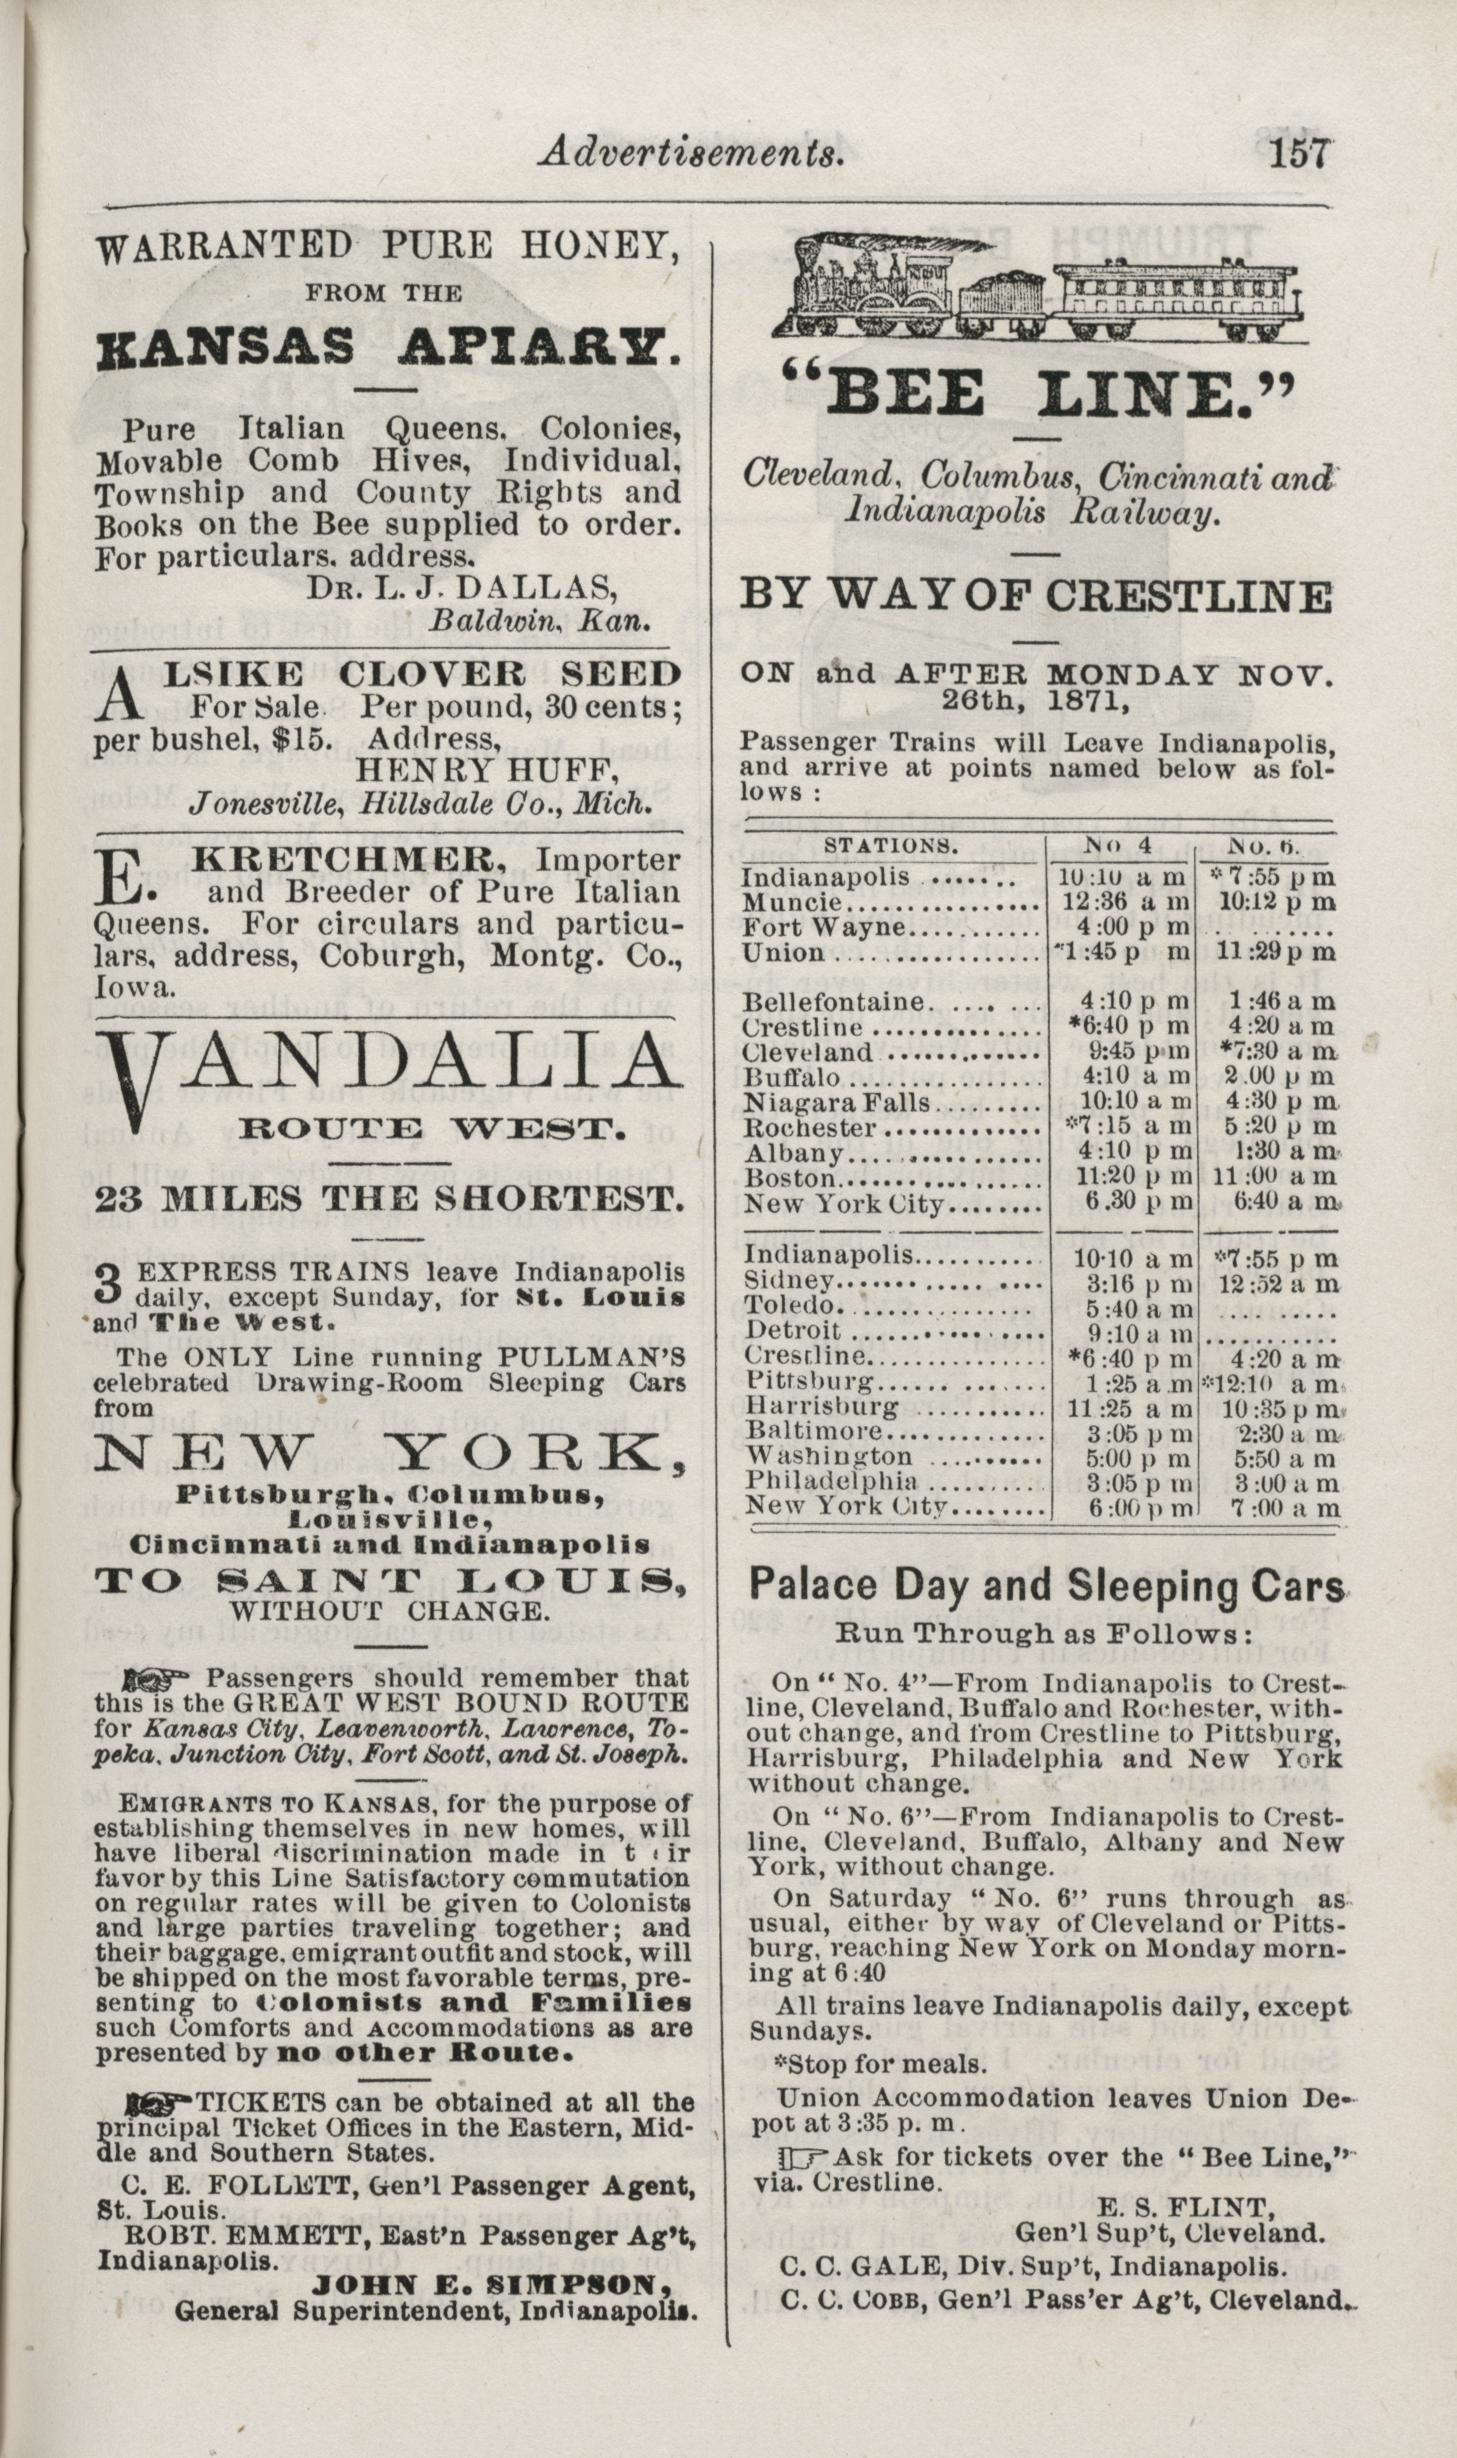 Advertisements. 157
WARRANTED PURE HONEY,
FROM THE
KANSAS APIARY.
Pure Italian Queens. Colonies,
Movable Comb Hives, Individual,
Township and County Rights and
Books on the Bee supplied to order.
For particulars. address.
DR. L. J. DALLAS,
Baldwin, Kan.
ALSIKE CLOVER SEED
For Sale. Per pound, 30 cents;
per bushel, $15. Address,
HENRY HUFF,
Jonesville, Hillsdale Co., Mich.
E. KRETCHMER, Importer
and Breeder of Pure Italian
Queens. For circulars and particu-
lars, address, Coburgh, Montg. Co.,
Iowa.
VANDALIA
ROUTE WEST.
23 MILES THE SHORTEST.
3 EXPRESS TRAINS leave Indianapolis
daily, except Sunday, for St. Louis
and The West.
The ONLY Line running PULLMAN'S
celebrated Drawing-Room Sleeping Cars
from
NEW YORK,
Pittsburgh, Columbus,
Louisville,
Cincinnati and Indianapolis
TO SAINT LOUIS,
WITHOUT CHANGE.
☞ Passengers should remember that
this is the GREAT WEST BOUND ROUTE
for Kansas City, Leavenworth, Lawrence, To-
peka, Junction City, Fort Scott, and St. Joseph.
EMIGRANTS TO KANSAS, for the purpose of
establishing themselves in new homes, will
have liberal discrimination made in t ir
favor by this Line Satisfactory commutation
on regular rates will be given to Colonists
and large parties traveling together; and
their baggage, emigrant outfit and stock, will
be shipped on the most favorable terms, pre-
senting to Colonists and Families
such Comforts and Accommodations as are
presented by no other Route.
☞ TICKETS can be obtained at all the
principal Ticket Offices in the Eastern, Mid-
dle and Southern States.
C. E. FOLLETT, Gen'l Passenger Agent,
St. Louis.
ROBT. EMMETT, East'n Passenger Ag't,
Indianapolis.
JOHN E. SIMPSON,
General Superintendent, Indianapolis.
"BEE LINE."
Cleveland, Columbus, Cincinnati and
Indianapolis Railway.
BY WAY OF CRESTLINE
ON and AFTER MONDAY NOV.
26th, 1871,
Passenger Trains will Leave Indianapolis,
and arrive at points named below as fol-
lows :
STATIONS. No 4 No. 6.
Indianapolis ....... 10:10 a m *7:55 p m
Muncie................ 12:36 a m 10:12 p m
Fort Wayne........... 4:00 p m . .......
Union ................. *1:45 p m 11:29 p m
Bellefontaine. .... ... 4:10 p m 1:46 a m
Crestline .............. *6:40 p m 4:20 a m
Cleveland ............. 9:45 p m *7:30 a m
Buffalo ................ 4:10 a m 2.00 p m
Niagara Falls......... 10:10 a m 4:30 p m
Rochester ............. *7:15 a m 5:20 p m
Albany................. 4:10 p m 1:30 a m
Boston................. 11:20 p m 11:00 a m
New York City........ 6.30 p m 6:40 a m
Indianapolis........... 10·10 a m *7:55 p m
Sidney....... ...... .... 3:16 p m 12:52 a m
Toledo. .............. 5:40 a m .... .....
Detroit ................ 9:10 a m ...........
Crestline.............. *6:40 p m 4:20 a m
Pittsburg...... ....... 1:25 a m *12:10 a m
Harrisburg ........... 11:25 a m 10:35 p m
Baltimore............. 3:05 p m 2:30 a m
Washington .......... 5:00 p m 5:50 a m
Philadelphia .......... 3:05 p m 3:00 a m
New York City........ 6:00 p m 7:00 a m
Palace Day and Sleeping Cars
Run Through as Follows:
On "No. 4"—From Indianapolis to Crest-
line, Cleveland, Buffalo and Rochester, with-
out change, and from Crestline to Pittsburg,
Harrisburg, Philadelphia and New York
without change.
On "No. 6"—From Indianapolis to Crest-
line, Cleveland, Buffalo, Albany and New
York, without change.
On Saturday "No. 6" runs through as
usual, either by way of Cleveland or Pitts-
burg, reaching New York on Monday morn-
ing at 6:40
All trains leave Indianapolis daily, except
Sundays.
*Stop for meals.
Union Accommodation leaves Union De-
pot at 3:35 p. m.
☞ Ask for tickets over the "Bee Line,"
via. Crestline.
E. S. FLINT,
Gen'l Sup't, Cleveland.
C. C. GALE, Div. Sup't, Indianapolis.
C. C. COBB, Gen'l Pass'er Ag't, Cleveland.